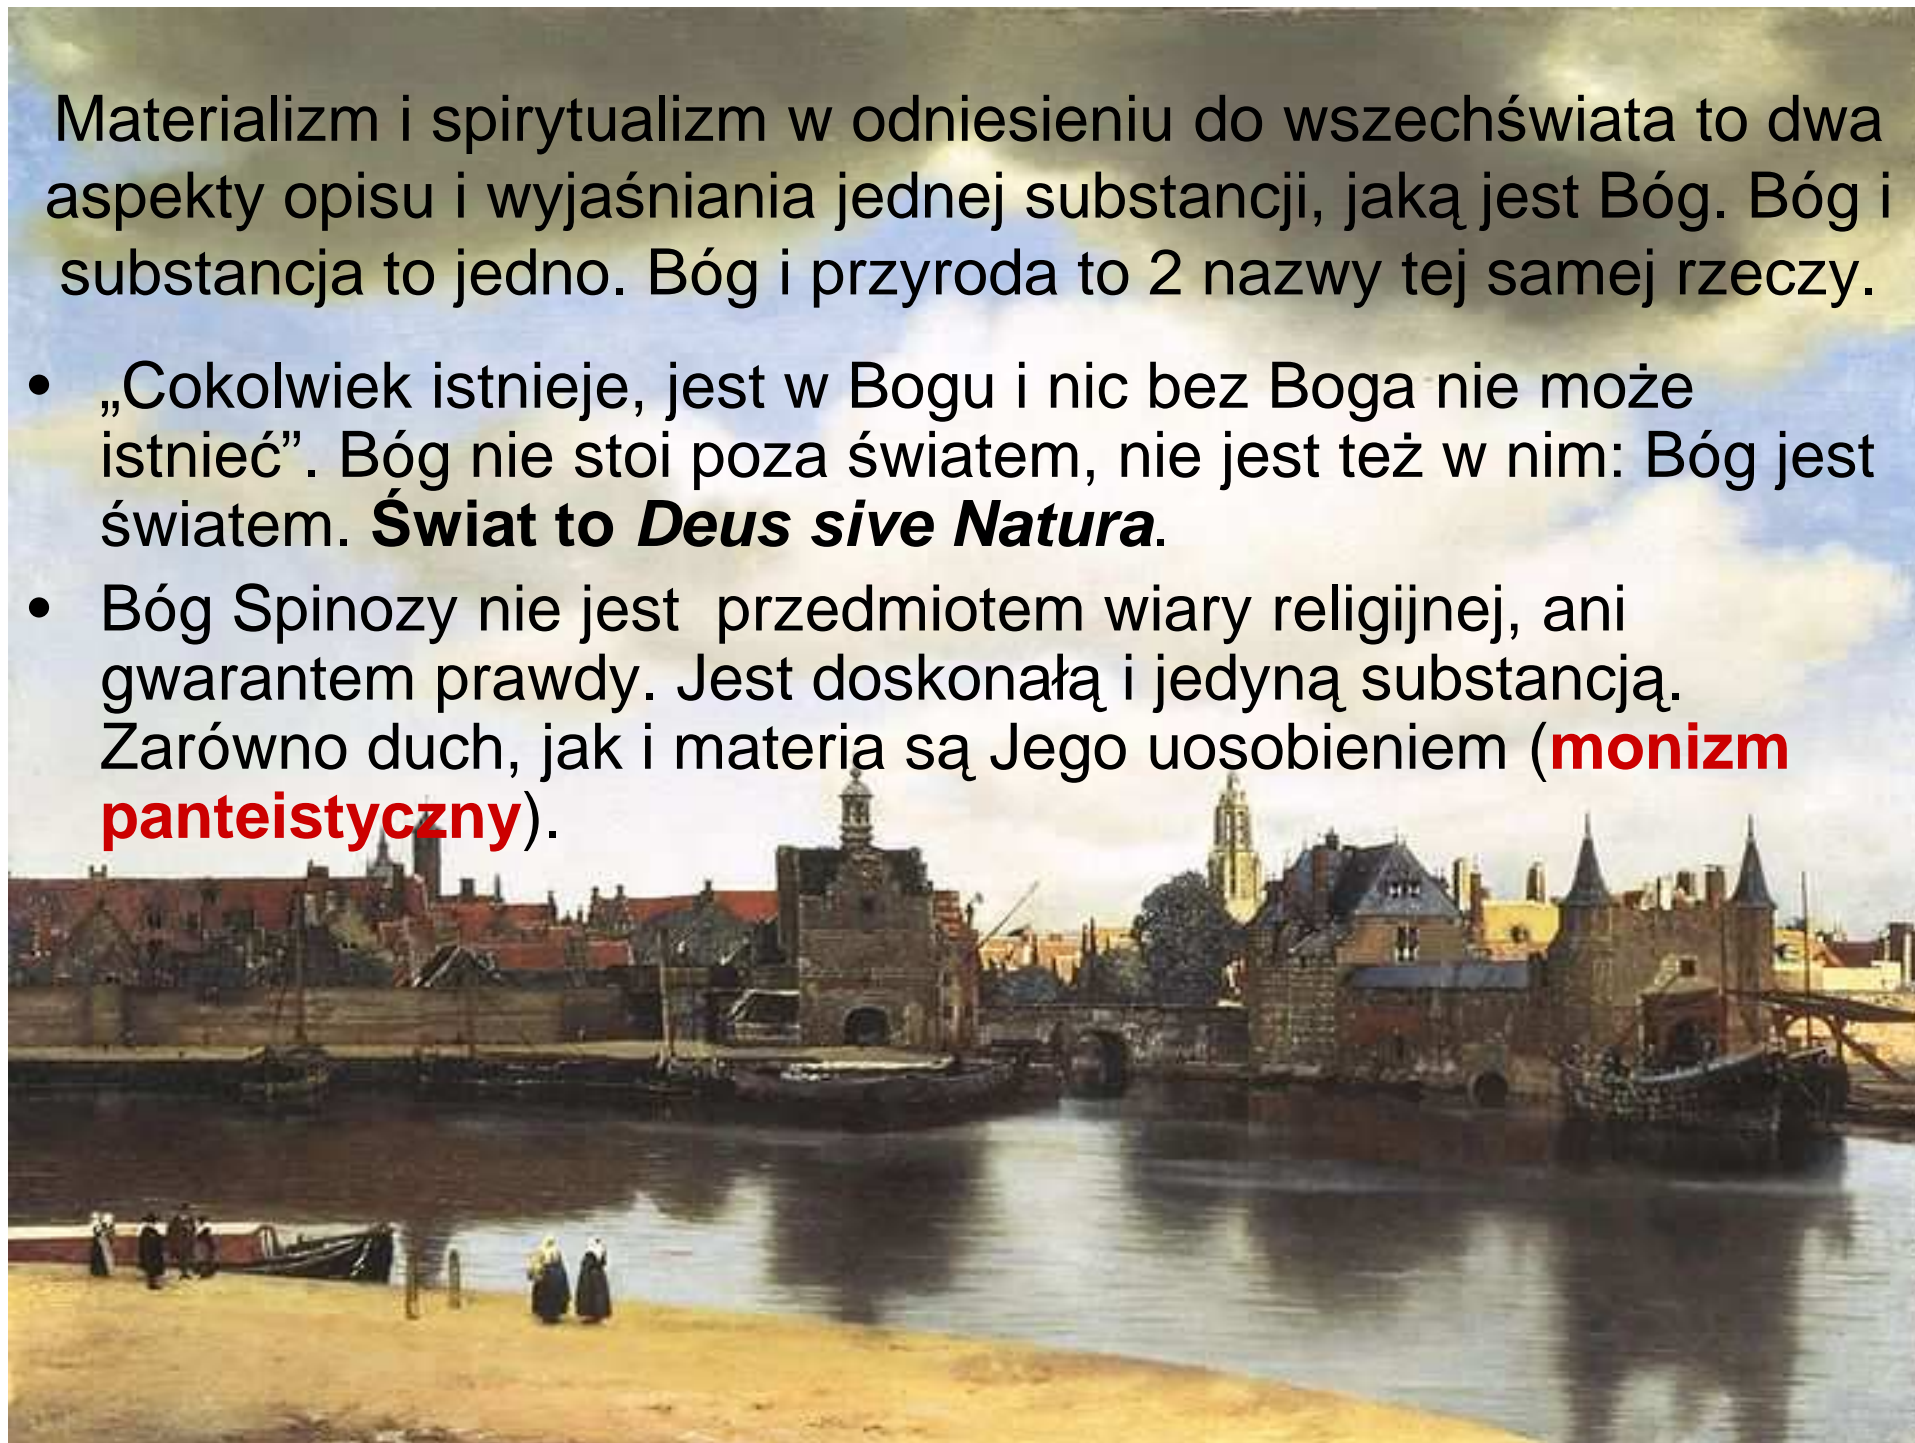 Materializm i spirytualizm w odniesieniu do wszechświata to dwa
aspekty opisu i wyjaśniania jednej substancji, jaką jest Bóg. Bóg i
substancja to jedno. Bóg i przyroda to 2 nazwy tej samej rzeczy.
• „Cokolwiek istnieje, jest w Bogu i nic bez Boga nie może
istnieć”. Bóg nie stoi poza światem, nie jest też w nim: Bóg jest
światem. Świat to Deus sive Natura.
• Bóg Spinozy nie jest  przedmiotem wiary religijnej, ani
gwarantem prawdy. Jest doskonałą i jedyną substancją.
Zarówno duch, jak i materia są Jego uosobieniem (monizm
panteistyczny).